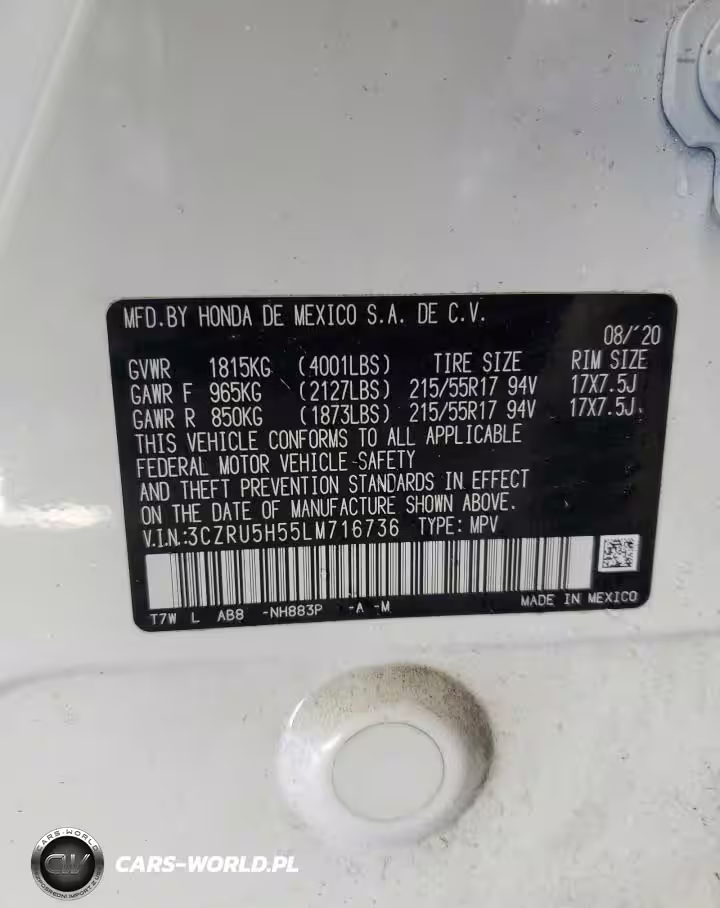 MFD.BY HONDA DE MEXICO S.A. DE C.V.
08/'20
GVWR 1815KG (4001LBS) TIRE SIZE RIM SIZE
GAWR F 965KG (2127LBS) 215/55R17 94V 17X7.5J
GAWR R 850KG (1873LBS) 215/55R17 94V 17X7.5J
THIS VEHICLE CONFORMS TO ALL APPLICABLE
FEDERAL MOTOR VEHICLE SAFETY
AND THEFT PREVENTION STANDARDS IN EFFECT
ON THE DATE OF MANUFACTURE SHOWN ABOVE.
V.I.N.:3CZRU5H55LM716736 TYPE: MPV
T7W L AB8 -NH883P -A -M MADE IN MEXICO
CARS-WORLD
CW
CARS-WORLD.PL